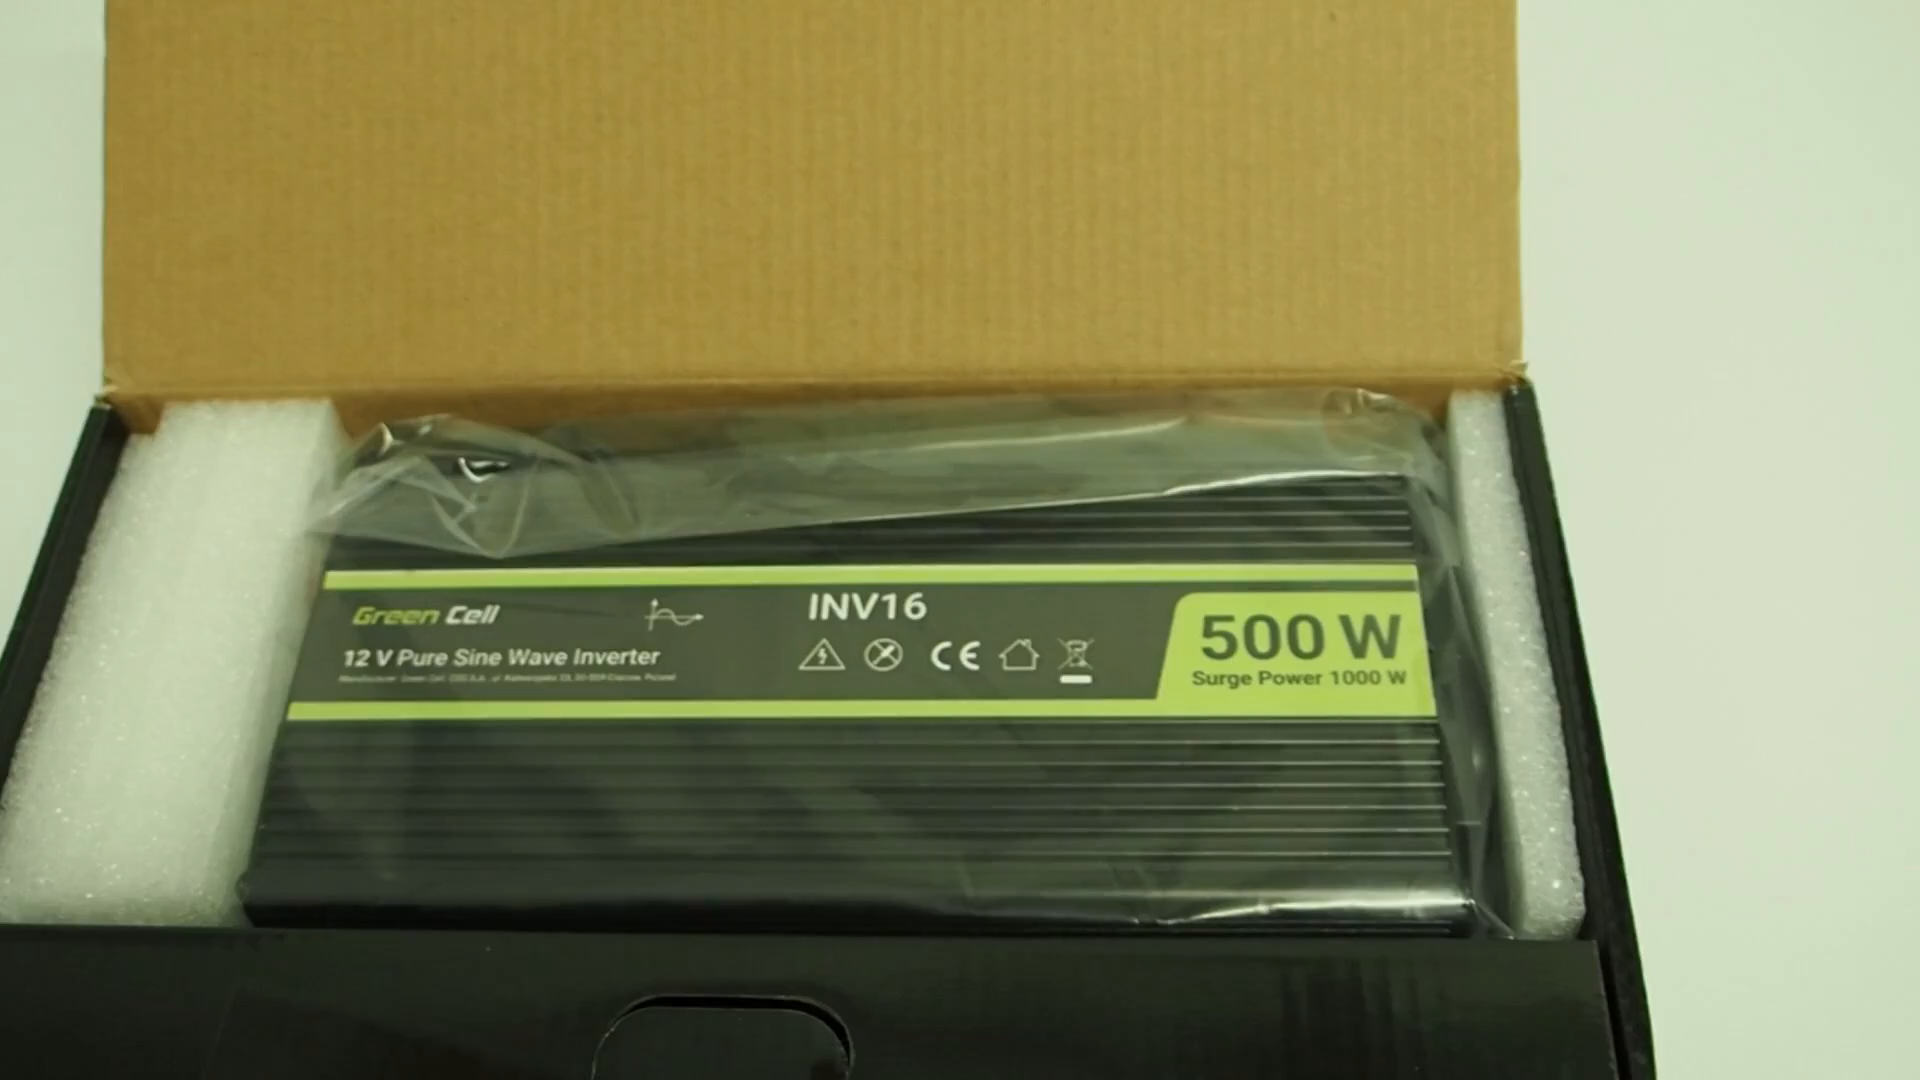 Green Cell
INV16
12 V Pure Sine Wave Inverter
CE
500 W
Surge Power 1000 W